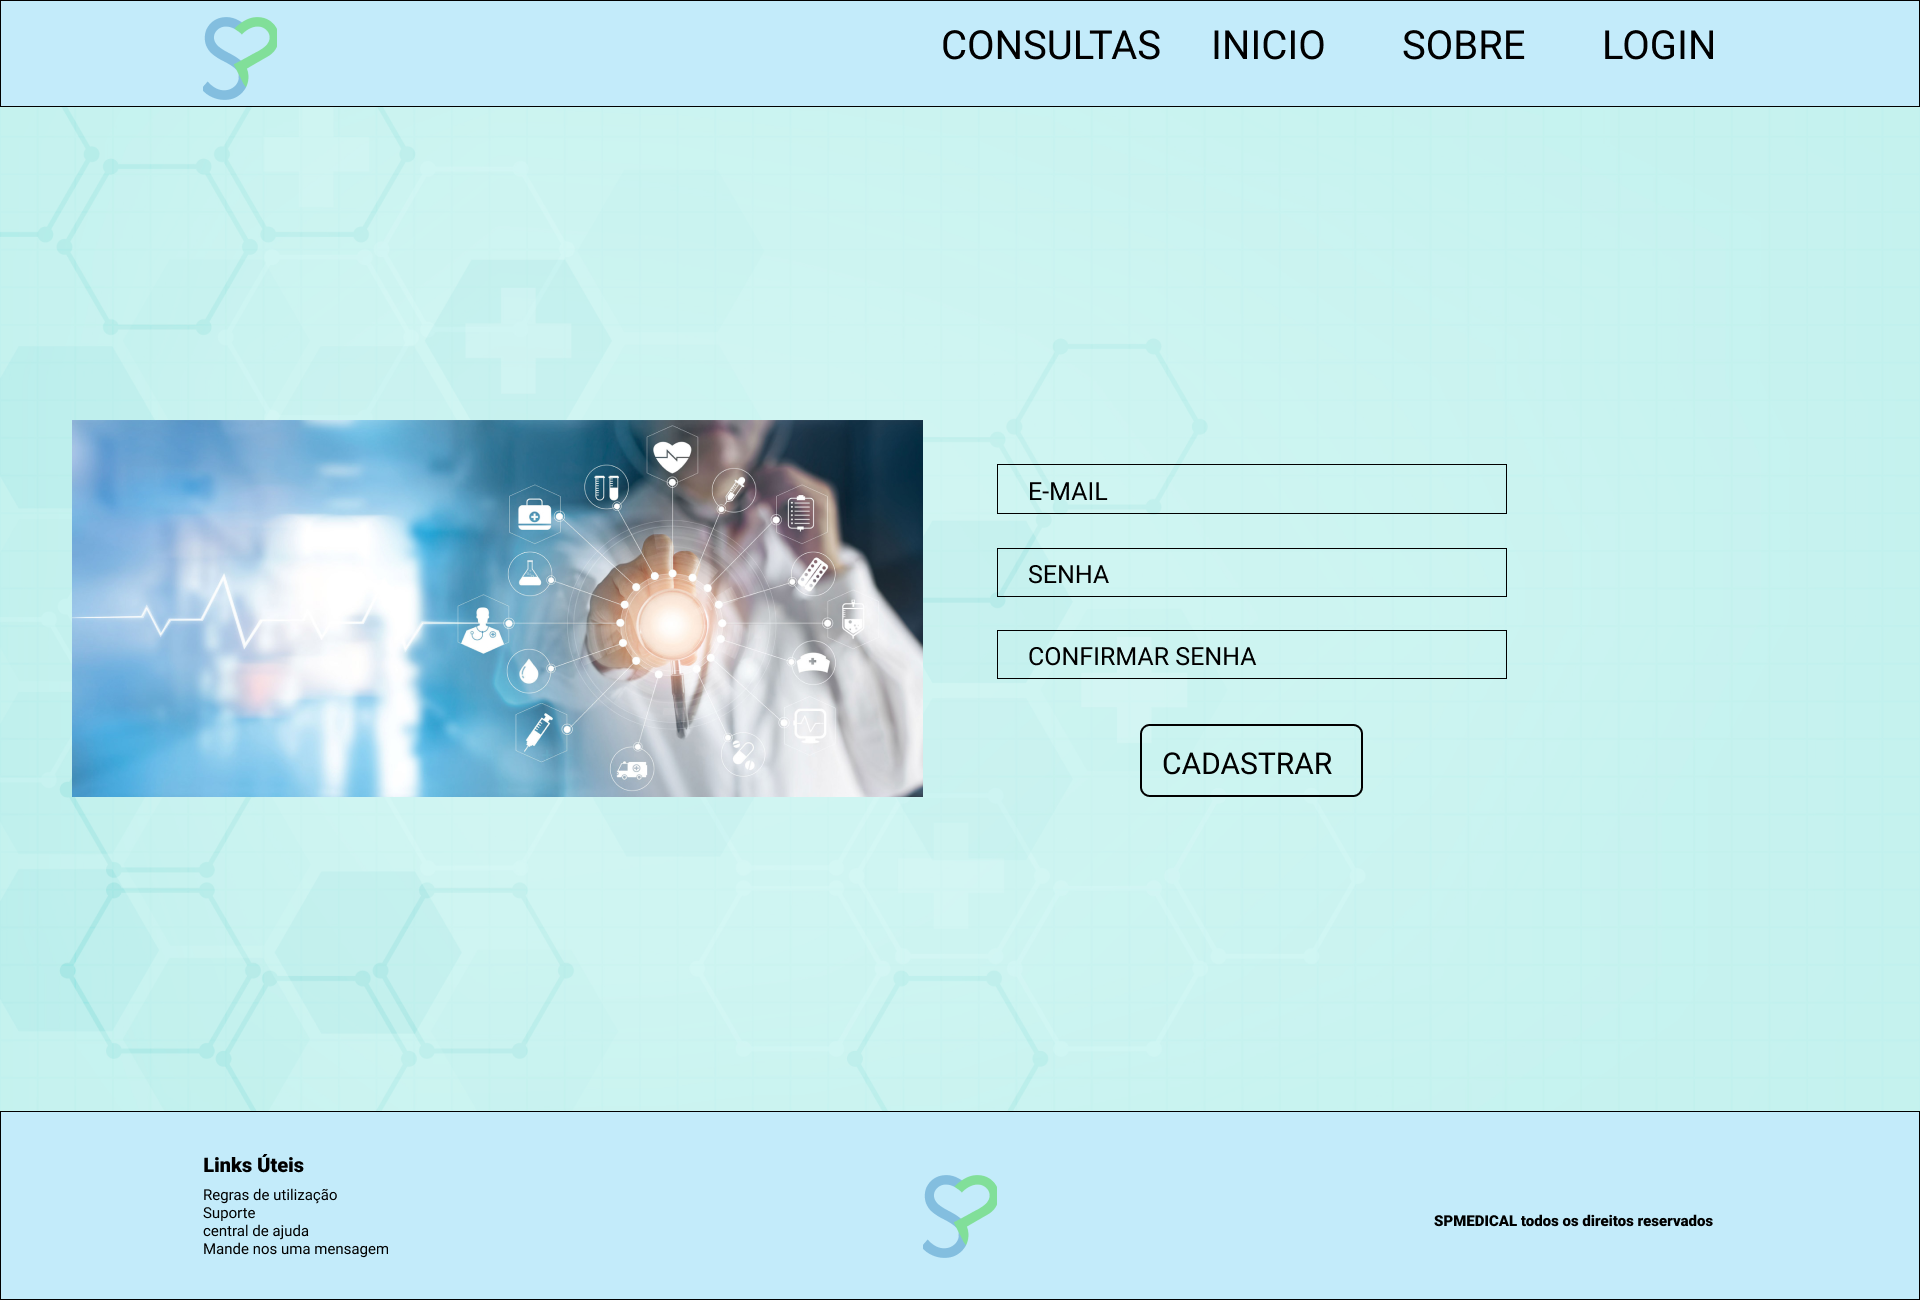 CONSULTAS INICIO SOBRE LOGIN
E-MAIL
SENHA
CONFIRMAR SENHA
CADASTRAR
Links Úteis
Regras de utilização
Suporte
central de ajuda
Mande nos uma mensagem
SPMEDICAL todos os direitos reservados